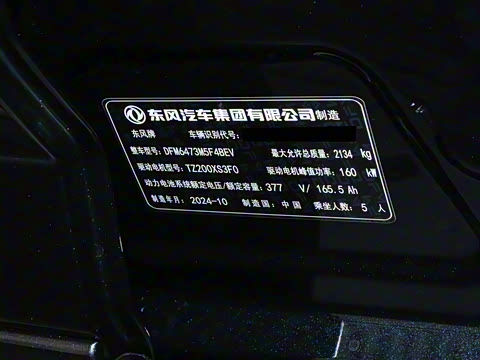 东风汽车集团有限公司制造
东风牌 车辆识别代号:
整车型号: DFM6473M5F4BEV 最大允许总质量: 2134 kg
驱动电机型号: TZ200XS3F0 驱动电机峰值功率: 160 kW
动力电池系统额定电压/额定容量: 377 V/ 165.5 Ah
制造年月: 2024-10 制造国: 中 国 乘坐人数: 5 人